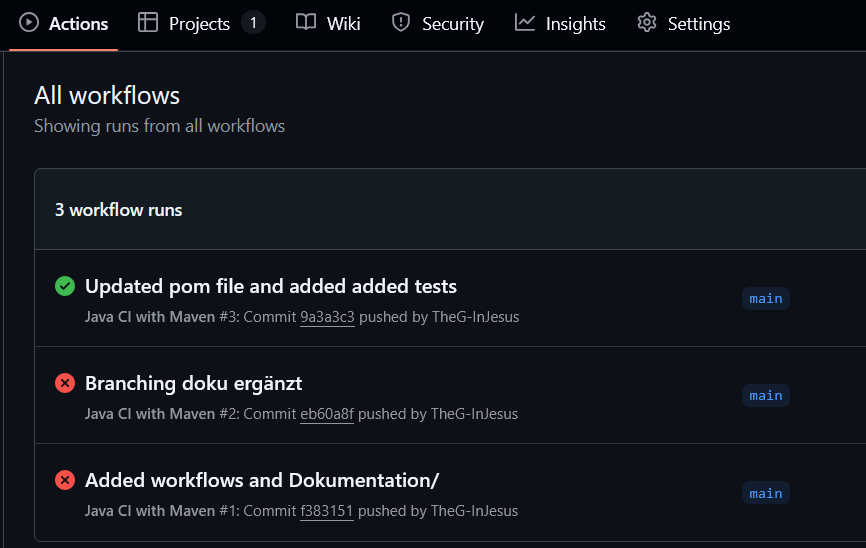 Actions Projects 1 Wiki Security Insights Settings
All workflows
Showing runs from all workflows
3 workflow runs
Updated pom file and added added tests
main
Java CI with Maven #3: Commit 9a3a3c3 pushed by TheG-InJesus
Branching doku ergänzt
main
Java CI with Maven #2: Commit eb60a8f pushed by TheG-InJesus
Added workflows and Dokumentation/
main
Java CI with Maven #1: Commit f383151 pushed by TheG-InJesus